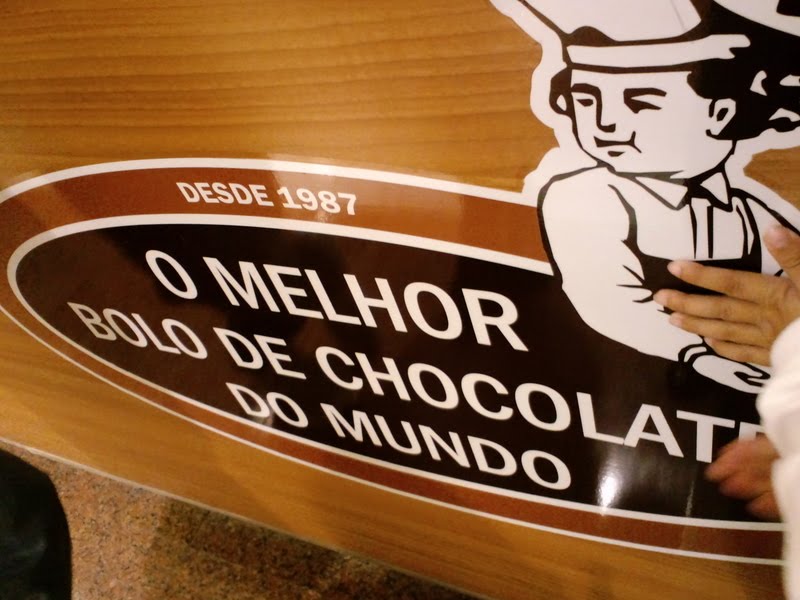 DESDE 1987
O MELHOR
BOLO DE CHOCOLATE
DO MUNDO